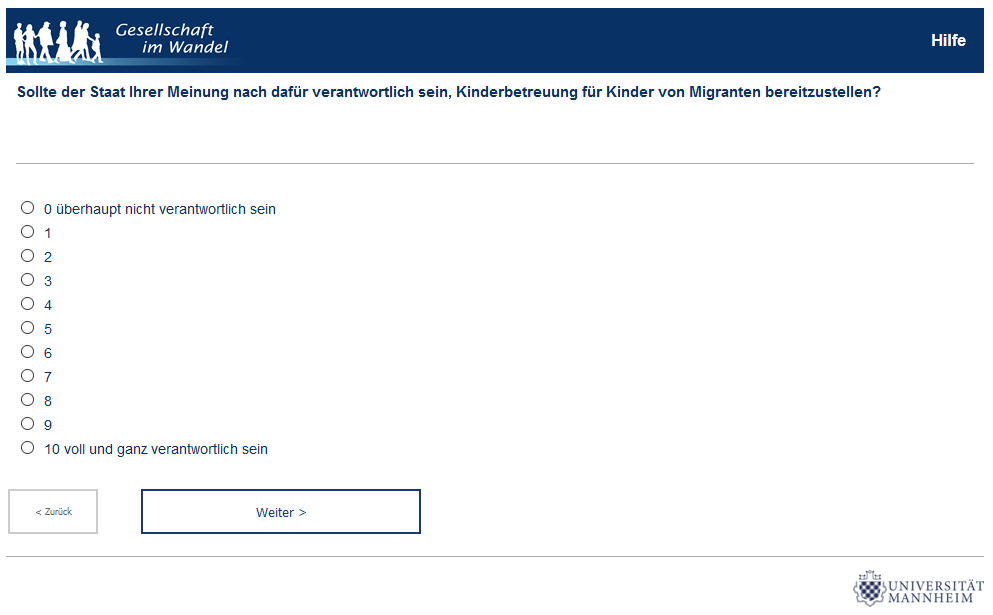 Gesellschaft
im Wandel
Hilfe
Sollte der Staat Ihrer Meinung nach dafür verantwortlich sein, Kinderbetreuung für Kinder von Migranten bereitzustellen?
0 überhaupt nicht verantwortlich sein
1
2
3
4
5
6
7
8
9
10 voll und ganz verantwortlich sein
< Zurück
Weiter >
UNIVERSITÄT
MANNHEIM